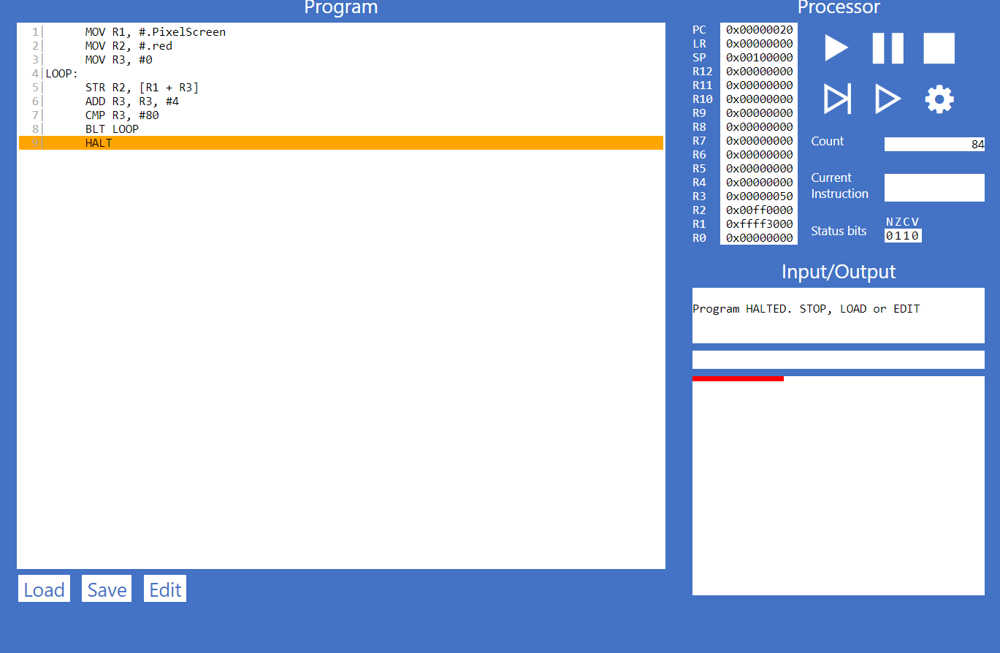 Program
1| MOV R1, #.PixelScreen
2| MOV R2, #.red
3| MOV R3, #0
4|LOOP:
5| STR R2, [R1 + R3]
6| ADD R3, R3, #4
7| CMP R3, #80
8| BLT LOOP
9| HALT
Load Save Edit
Processor
PC 0x00000020
LR 0x00000000
SP 0x00100000
R12 0x00000000
R11 0x00000000
R10 0x00000000
R9 0x00000000
R8 0x00000000
R7 0x00000000
R6 0x00000000
R5 0x00000000
R4 0x00000000
R3 0x00000050
R2 0x00ff0000
R1 0xffff3000
R0 0x00000000
Count 84
Current
Instruction
NZCV
Status bits 0110
Input/Output
Program HALTED. STOP, LOAD or EDIT